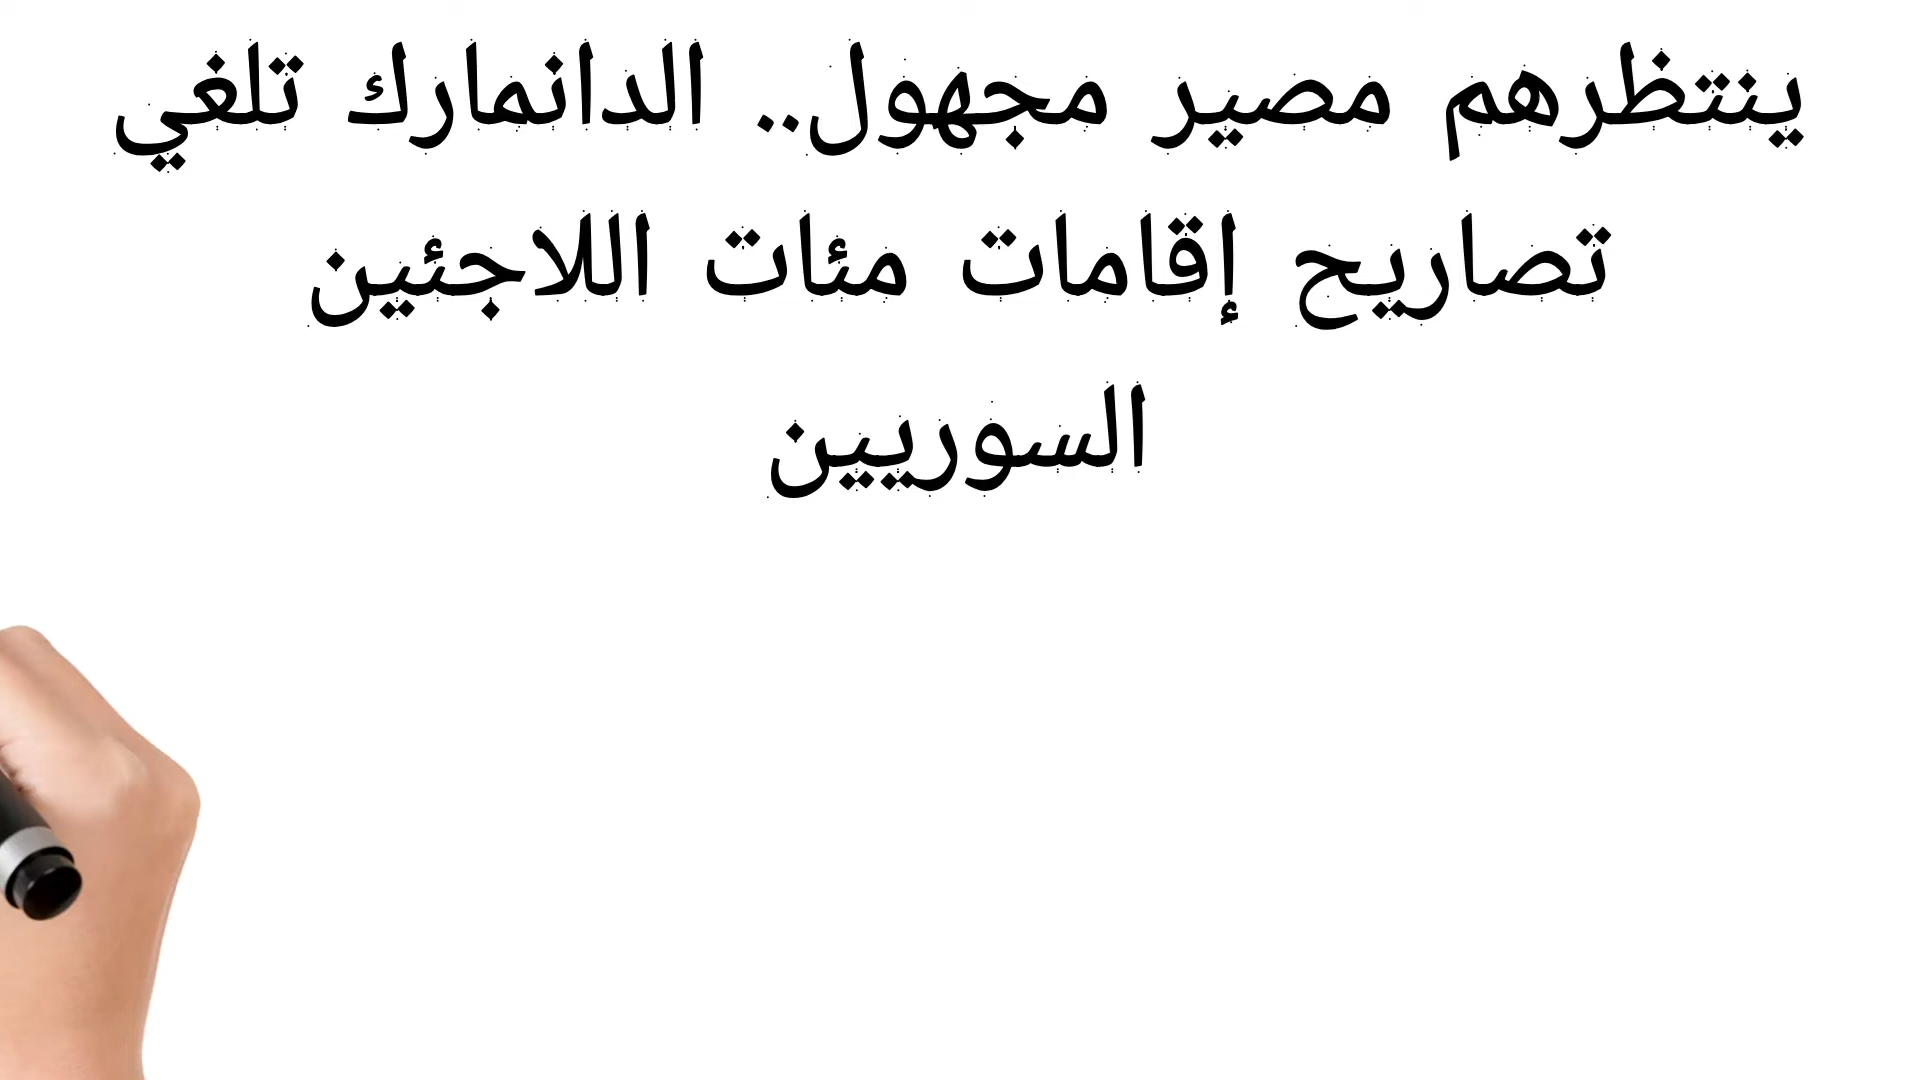 ينتظرهم مصير مجهول.. الدانمارك تلغي
تصاريح إقامات مئات اللاجئين
السوريين